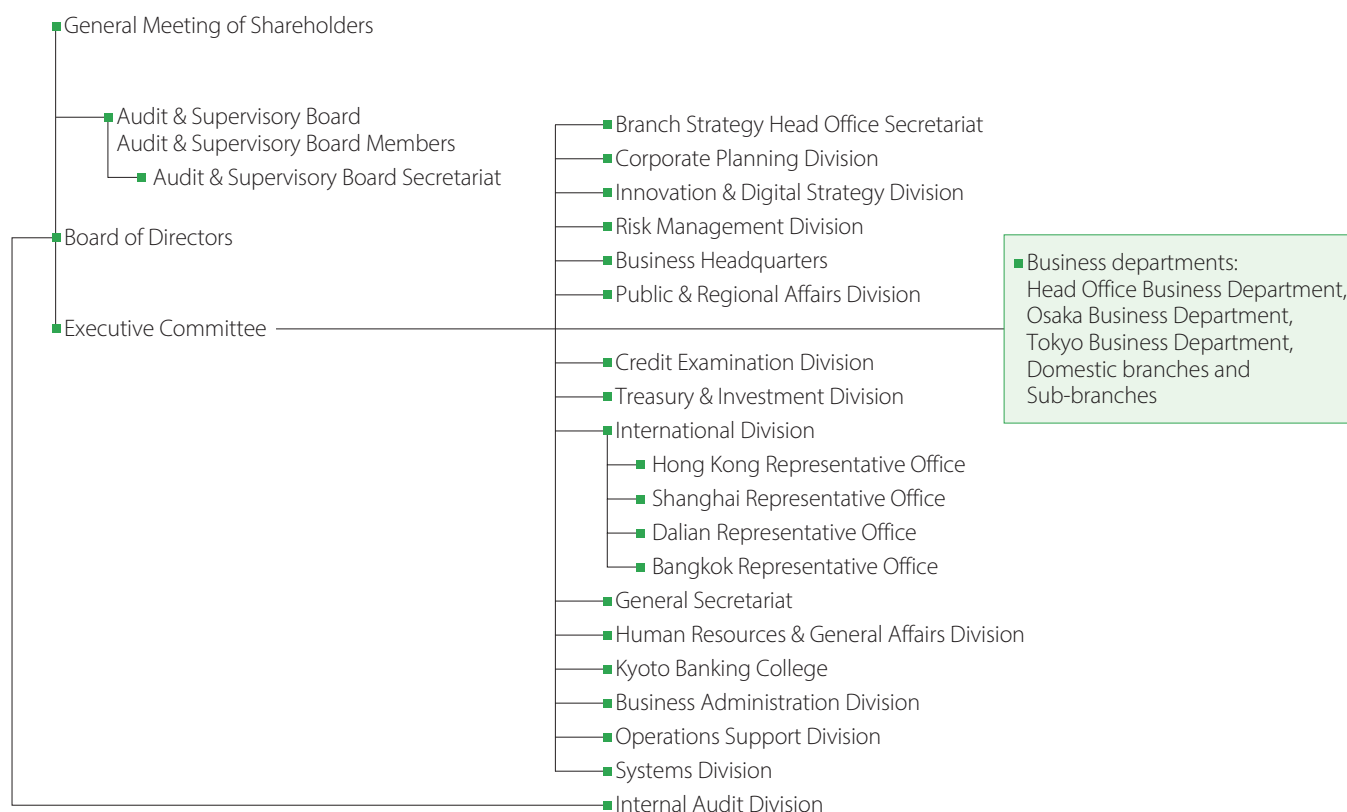 General Meeting of Shareholders
Audit & Supervisory Board
Audit & Supervisory Board Members
Audit & Supervisory Board Secretariat
Board of Directors
Executive Committee
Branch Strategy Head Office Secretariat
Corporate Planning Division
Innovation & Digital Strategy Division
Risk Management Division
Business Headquarters
Public & Regional Affairs Division
Business departments:
Head Office Business Department,
Osaka Business Department,
Tokyo Business Department,
Domestic branches and
Sub-branches
Credit Examination Division
Treasury & Investment Division
International Division
Hong Kong Representative Office
Shanghai Representative Office
Dalian Representative Office
Bangkok Representative Office
General Secretariat
Human Resources & General Affairs Division
Kyoto Banking College
Business Administration Division
Operations Support Division
Systems Division
Internal Audit Division